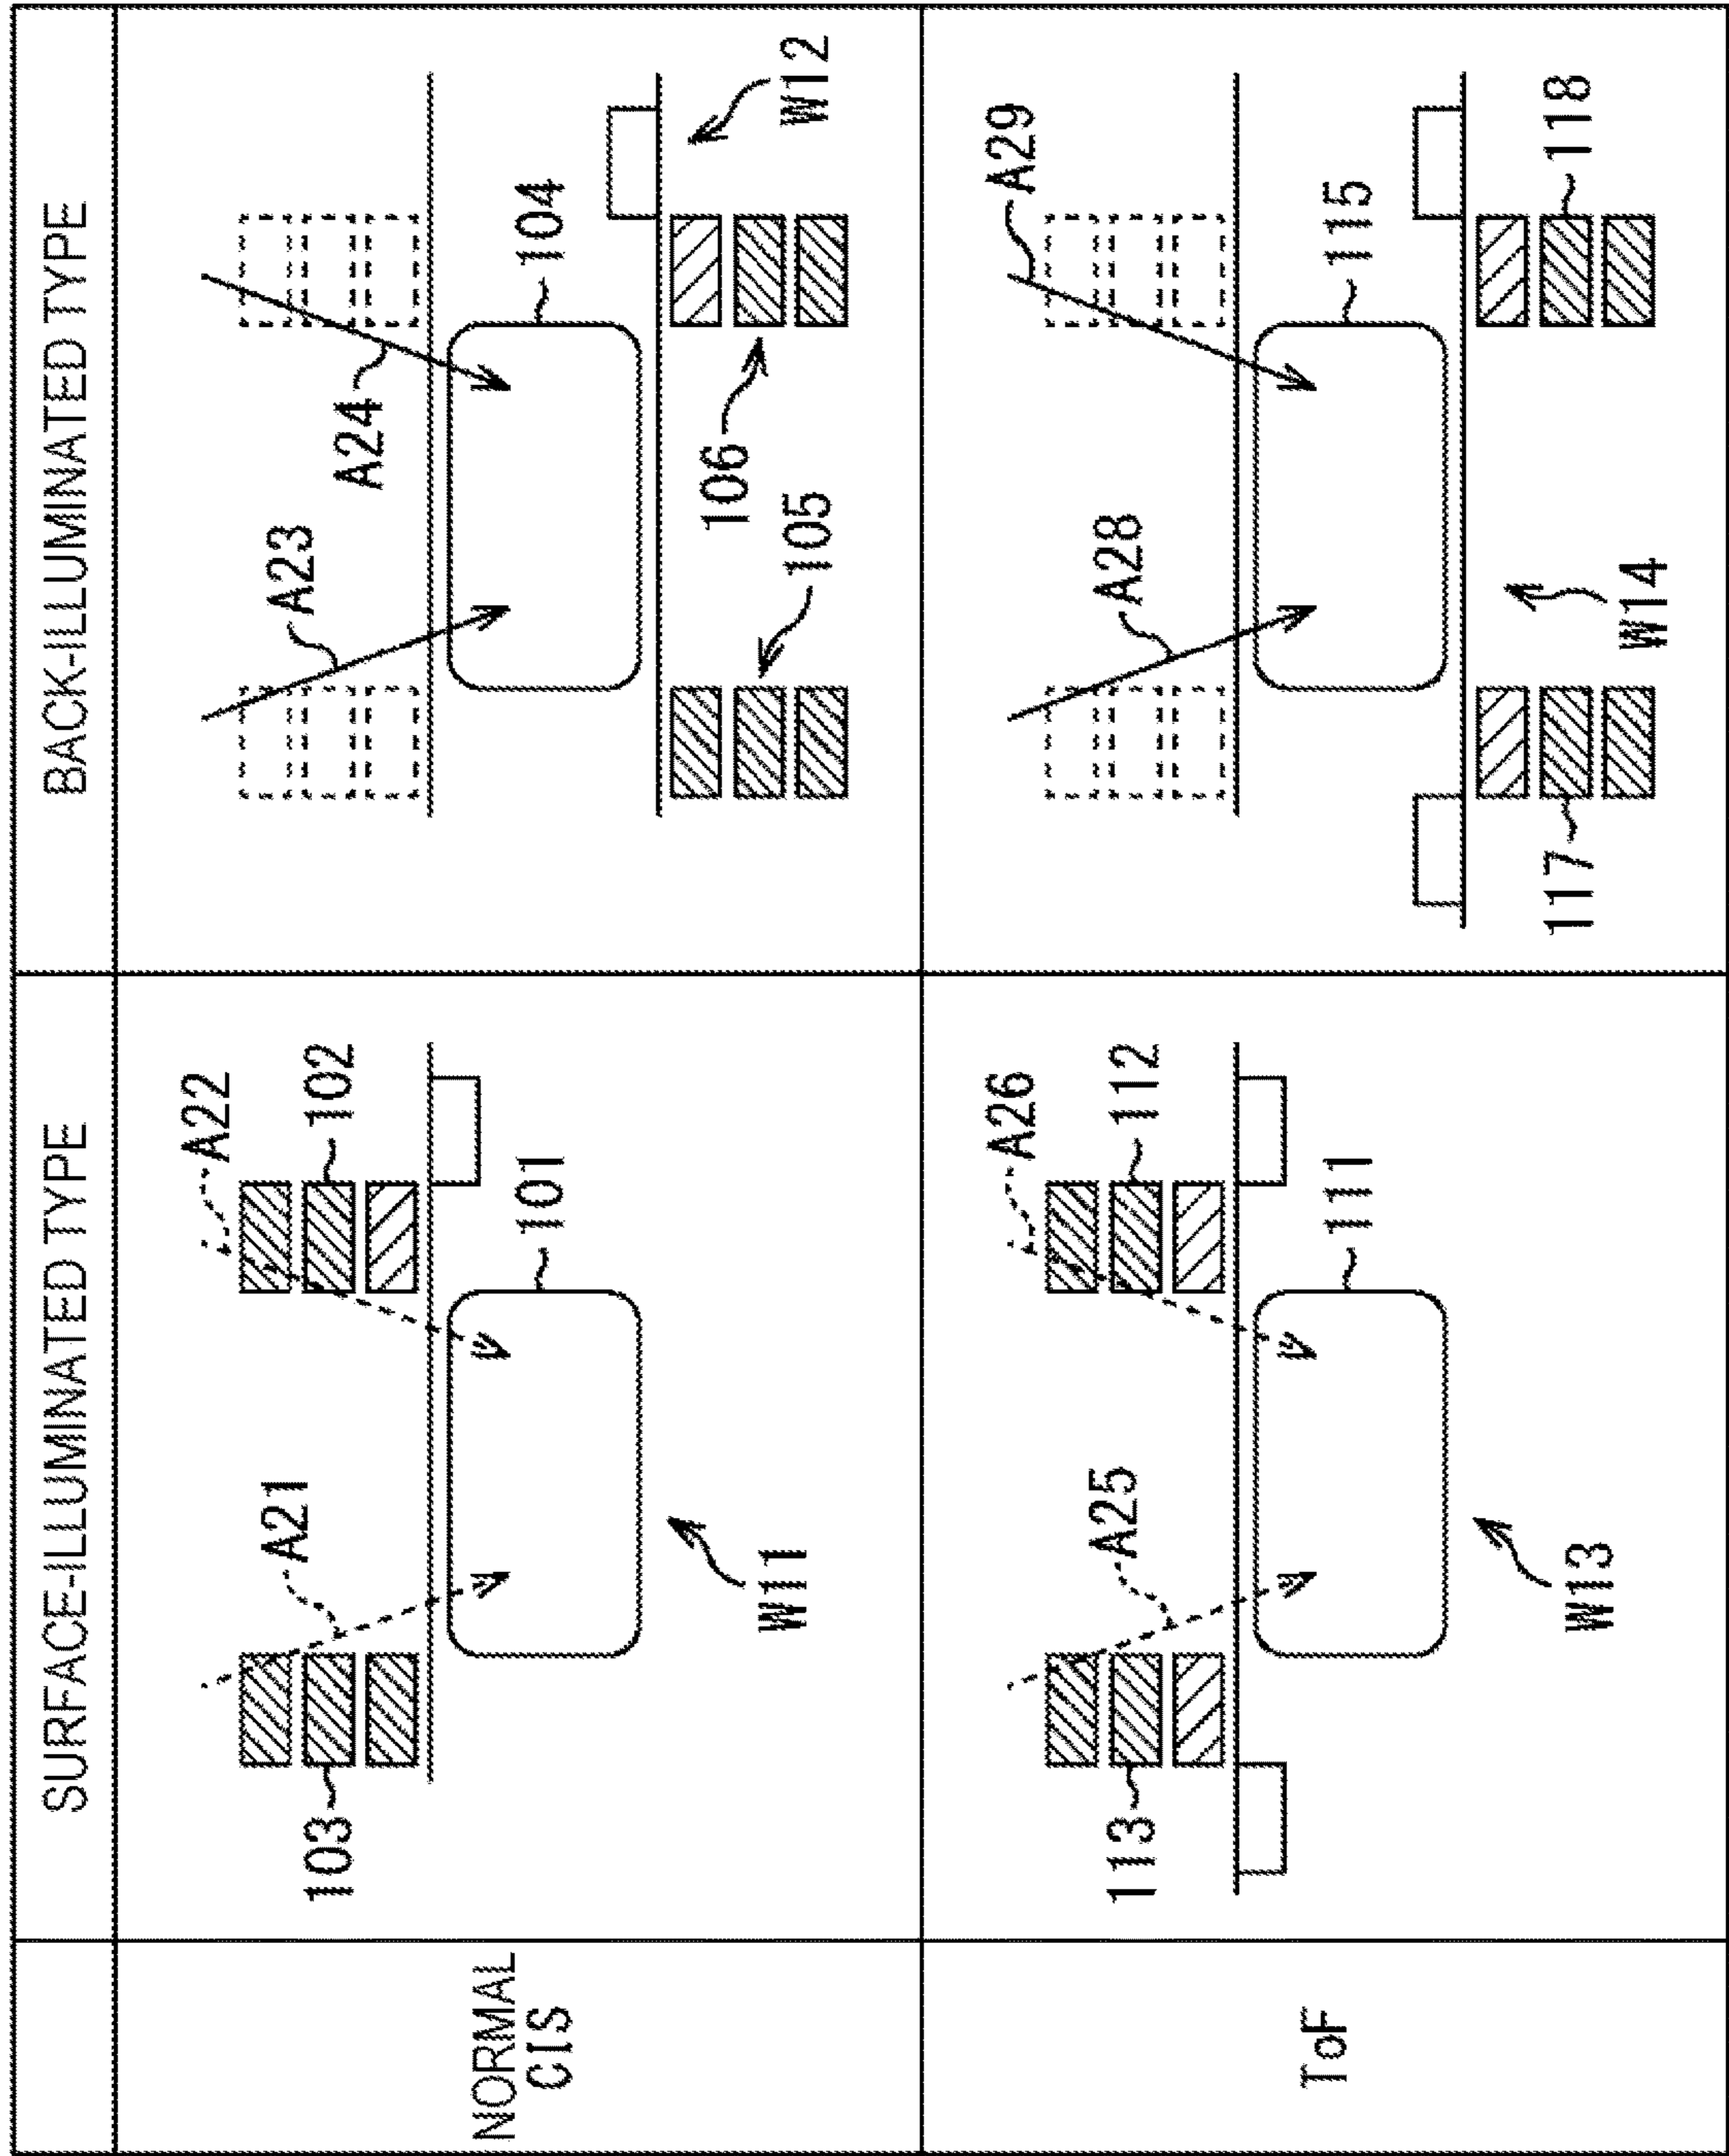 SURFACE-ILLUMINATED TYPE
BACK-ILLUMINATED TYPE
NORMAL
CIS
A21
A22
103
102
101
W11
A23
A24
104
106
105
W12
ToF
A25
A26
113
112
111
W13
A28
A29
115
117
118
W14